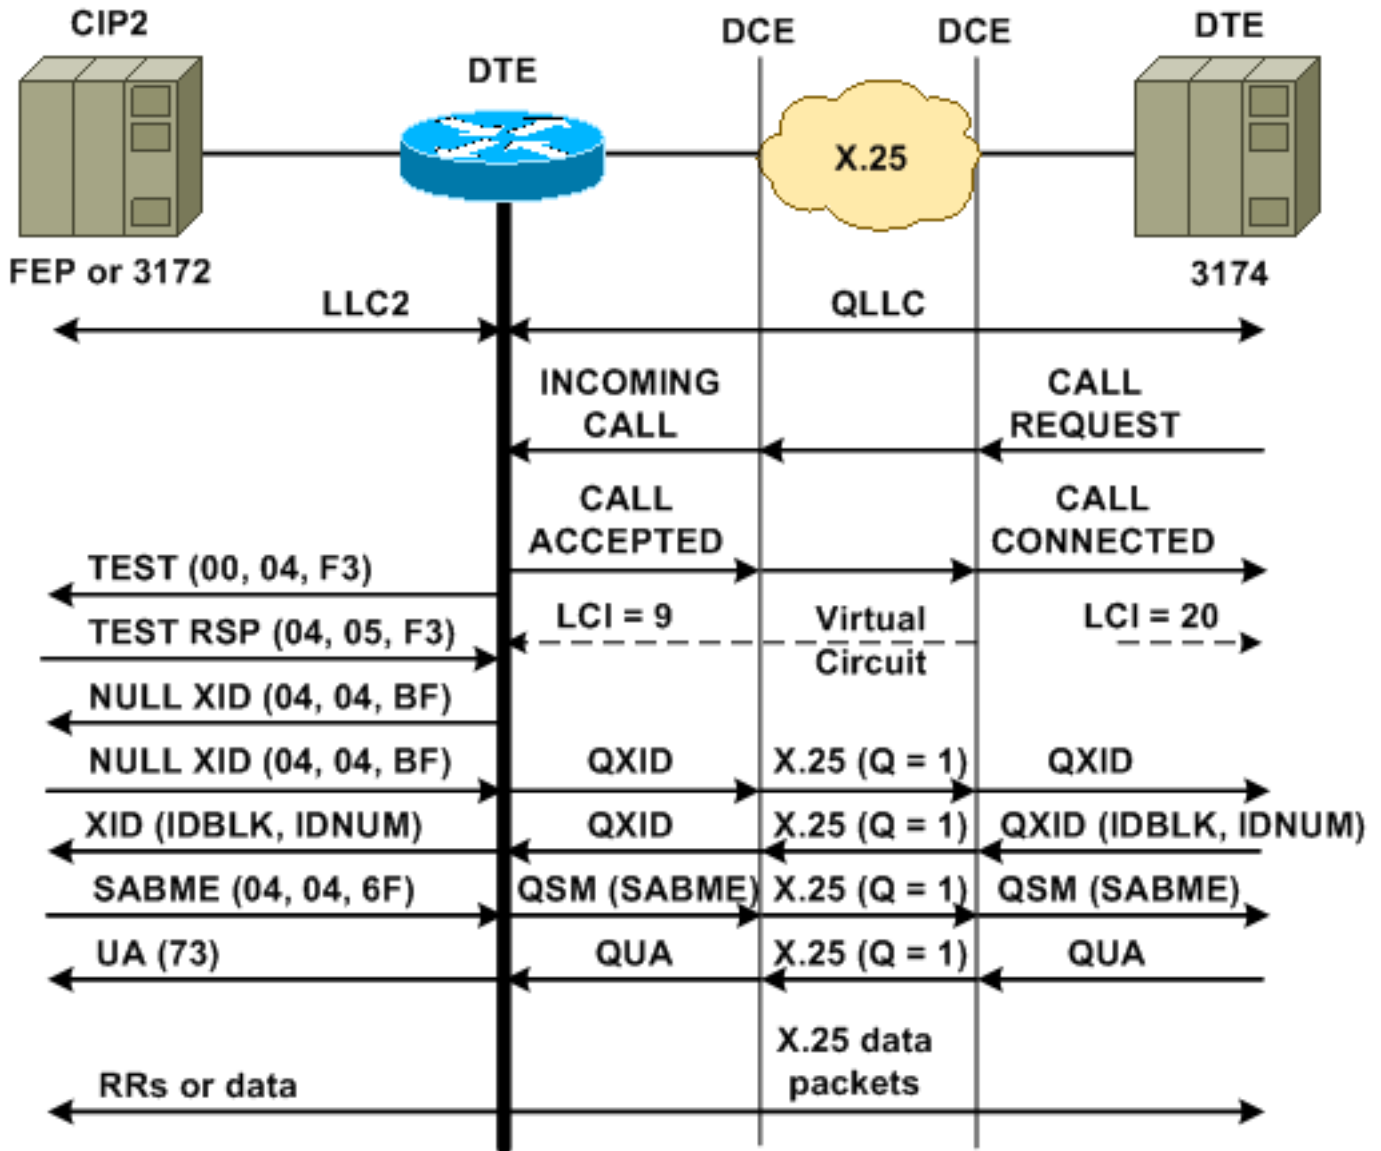 CIP2
DTE
DCE
DCE
DTE
X.25
FEP or 3172
3174
LLC2
QLLC
INCOMING
CALL
CALL
REQUEST
CALL
ACCEPTED
CALL
CONNECTED
TEST (00, 04, F3)
LCI = 9
Virtual
Circuit
LCI = 20
TEST RSP (04, 05, F3)
NULL XID (04, 04, BF)
NULL XID (04, 04, BF)
QXID
X.25 (Q = 1)
QXID
XID (IDBLK, IDNUM)
QXID
X.25 (Q = 1)
QXID (IDBLK, IDNUM)
SABME (04, 04, 6F)
QSM (SABME)
X.25 (Q = 1)
QSM (SABME)
UA (73)
QUA
X.25 (Q = 1)
QUA
X.25 data
packets
RRs or data